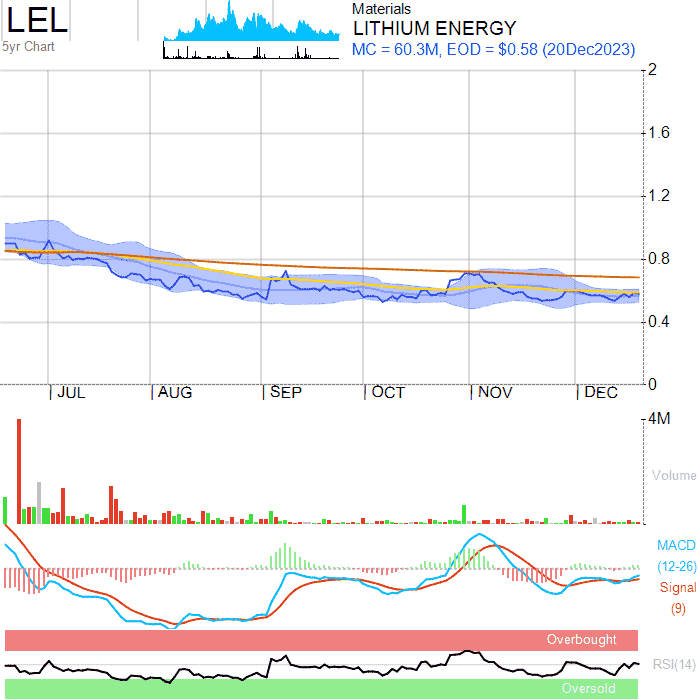 LEL
5yr Chart
Materials
LITHIUM ENERGY
MC = 60.3M, EOD = $0.58 (20Dec2023)
2
1.6
1.2
0.8
0.4
0
JUL AUG SEP OCT NOV DEC
4M
Volume
MACD
(12-26)
Signal
(9)
Overbought
RSI(14)
Oversold